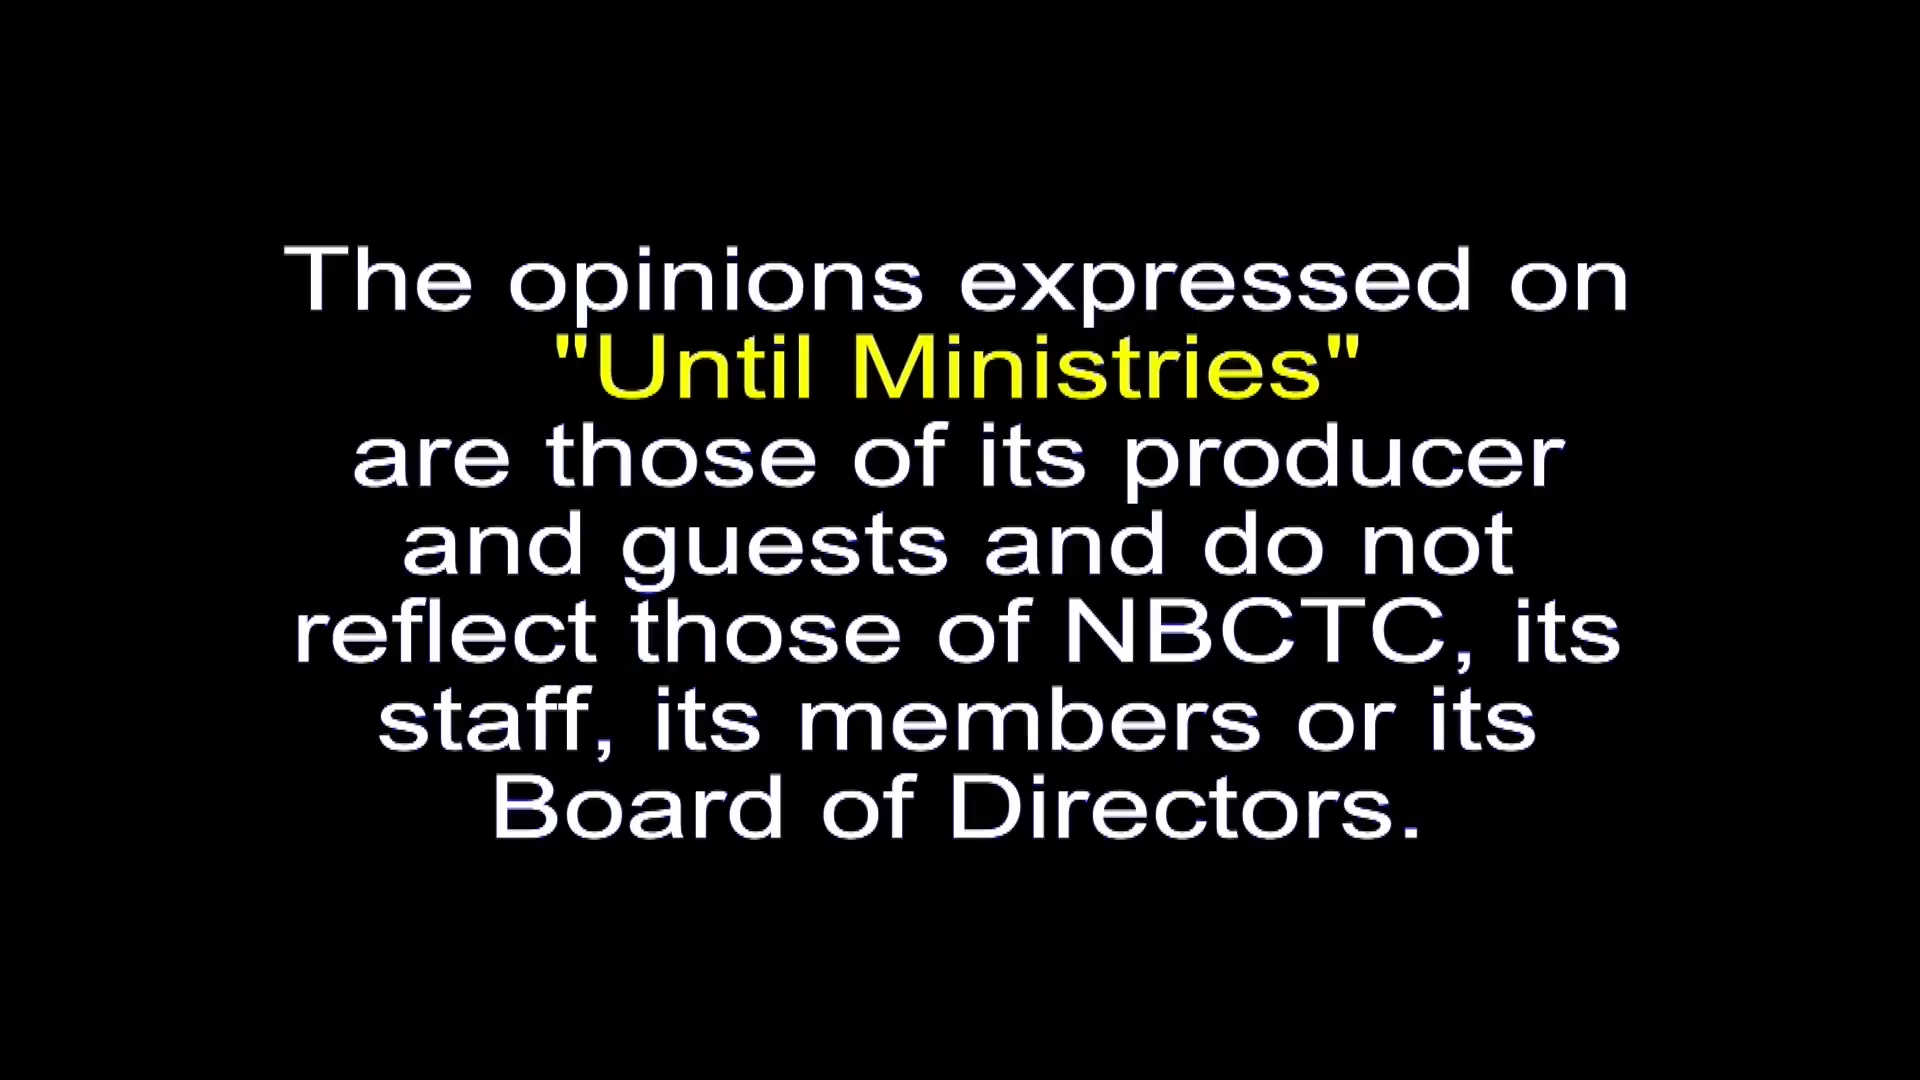 The opinions expressed on
"Until Ministries"
are those of its producer
and guests and do not
reflect those of NBCTC, its
staff, its members or its
Board of Directors.